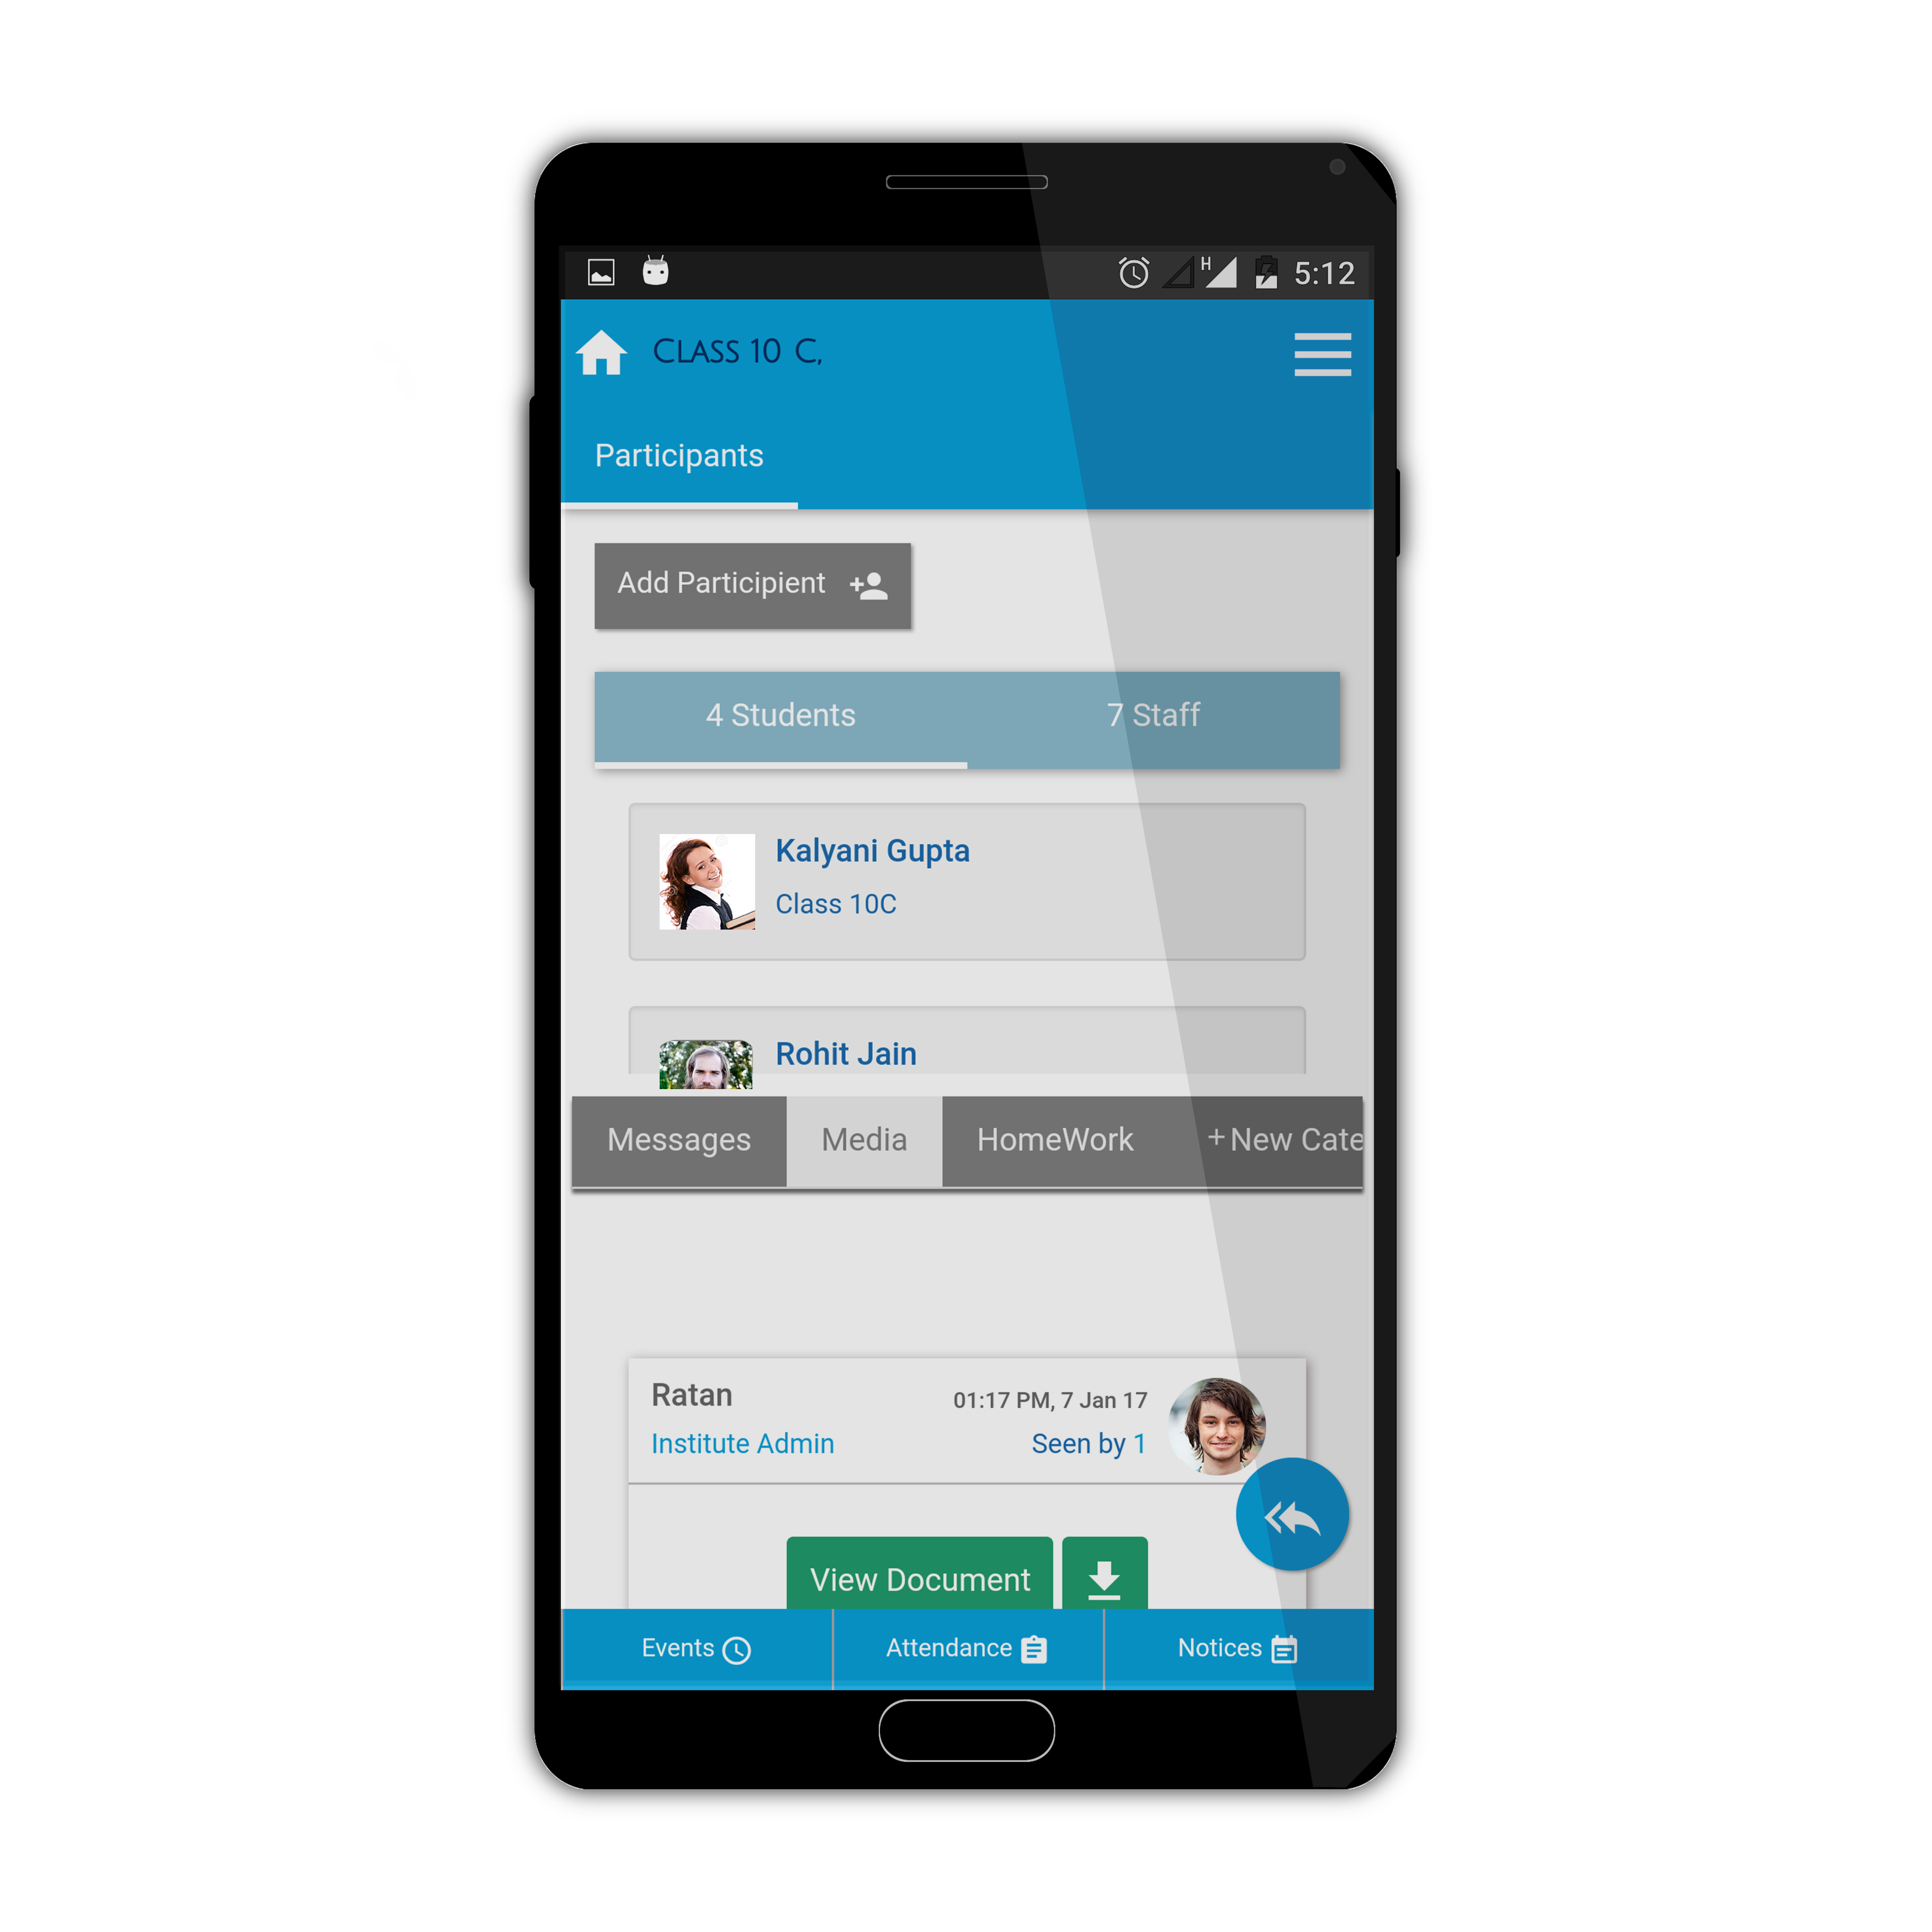 H 5:12
CLASS 10 C,
Participants
Add Participient
4 Students 7 Staff
Kalyani Gupta
Class 10C
Rohit Jain
Messages Media HomeWork +New Cate
Ratan 01:17 PM, 7 Jan 17
Institute Admin Seen by 1
View Document
Events Attendance Notices